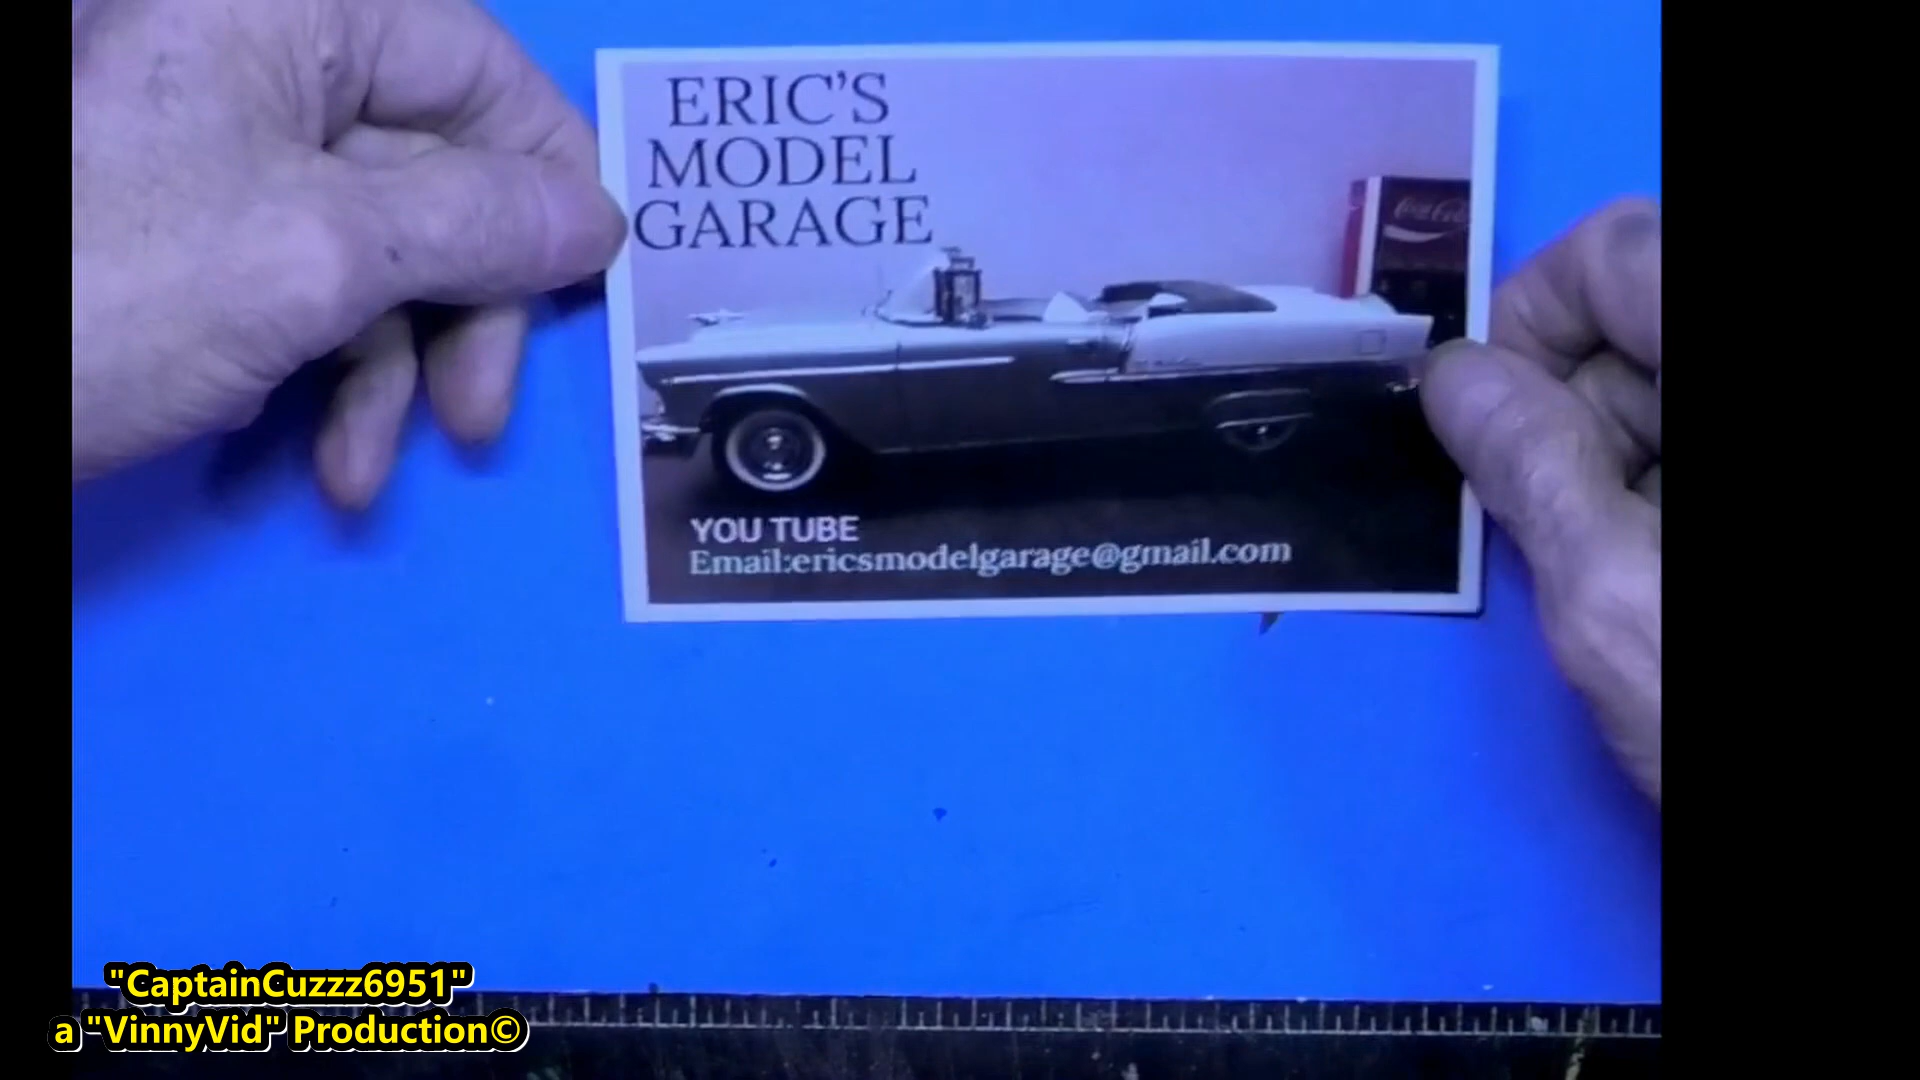 ERIC'S
MODEL
GARAGE
Coca-Cola
YOU TUBE
Email:ericsmodelgarage@gmail.com
"CaptainCuzzz6951"
a "VinnyVid" Production©